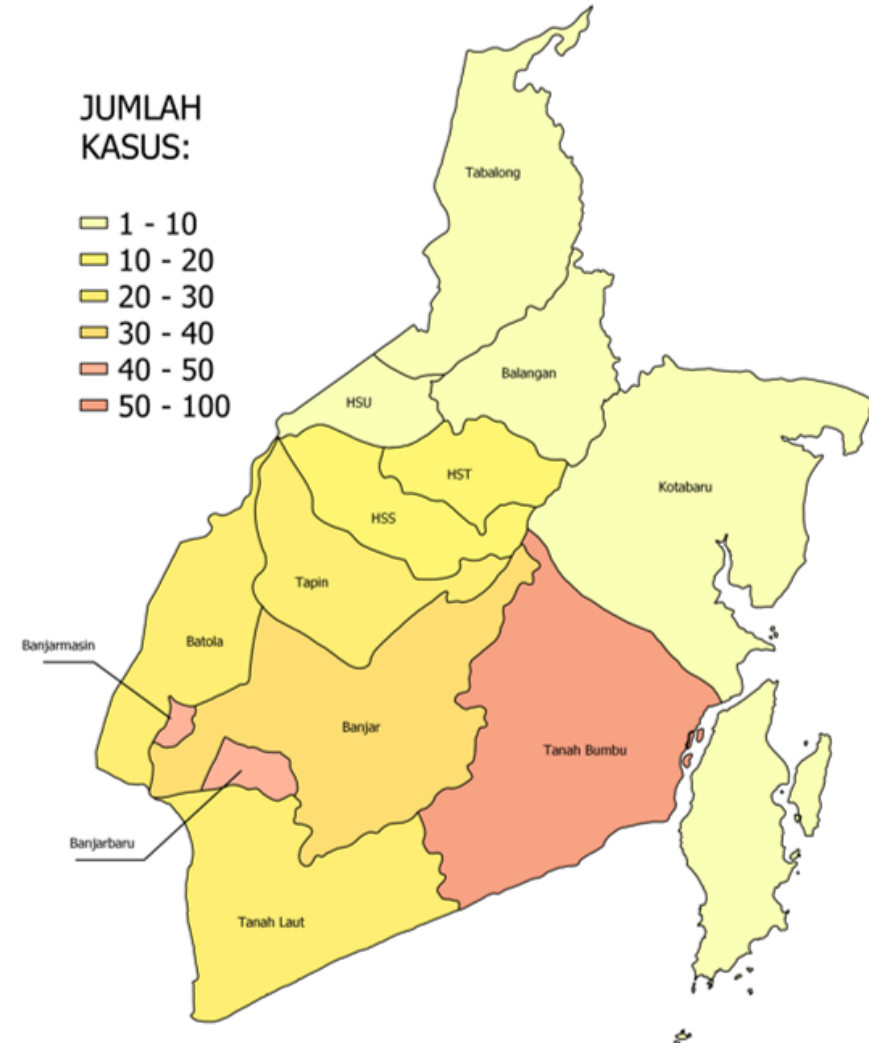 JUMLAH
KASUS:
1 - 10
10 - 20
20 - 30
30 - 40
40 - 50
50 - 100
Tabalong
Balangan
HSU
HST
Kotabaru
HSS
Tapin
Batola
Banjarmasin
Banjar
Tanah Bumbu
Banjarbaru
Tanah Laut